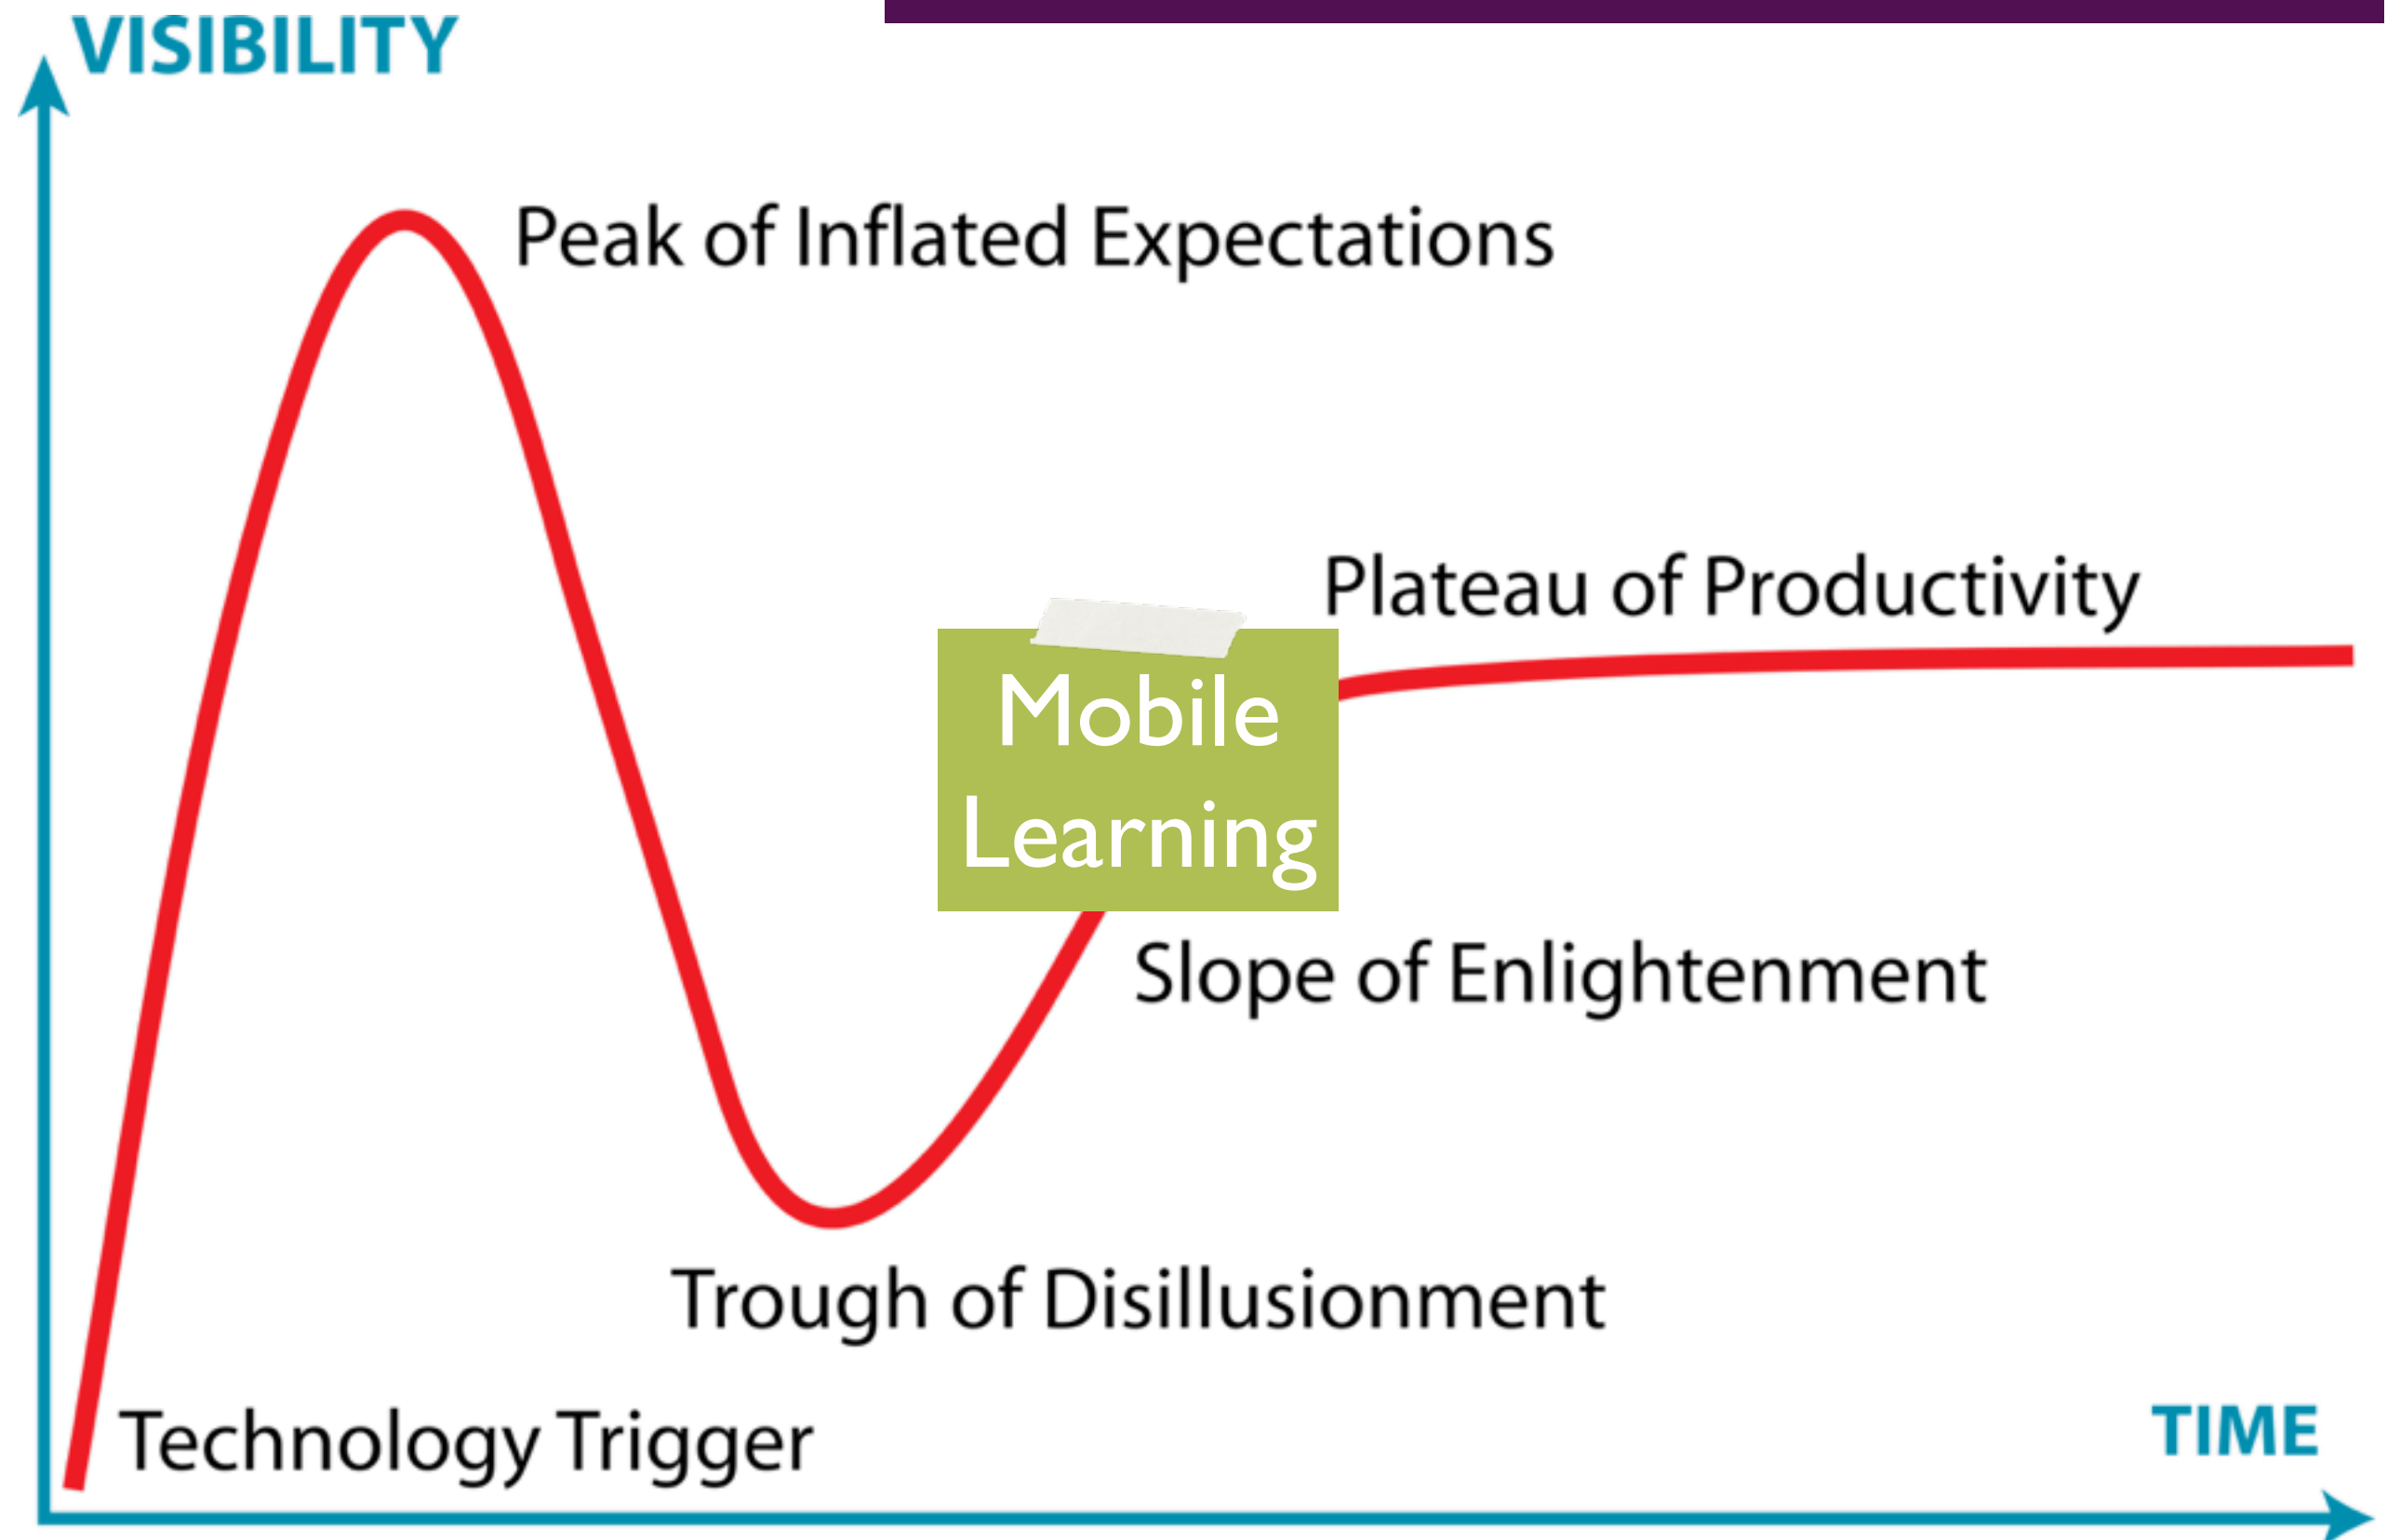 VISIBILITY
Peak of Inflated Expectations
Plateau of Productivity
Mobile
Learning
Slope of Enlightenment
Trough of Disillusionment
Technology Trigger
TIME